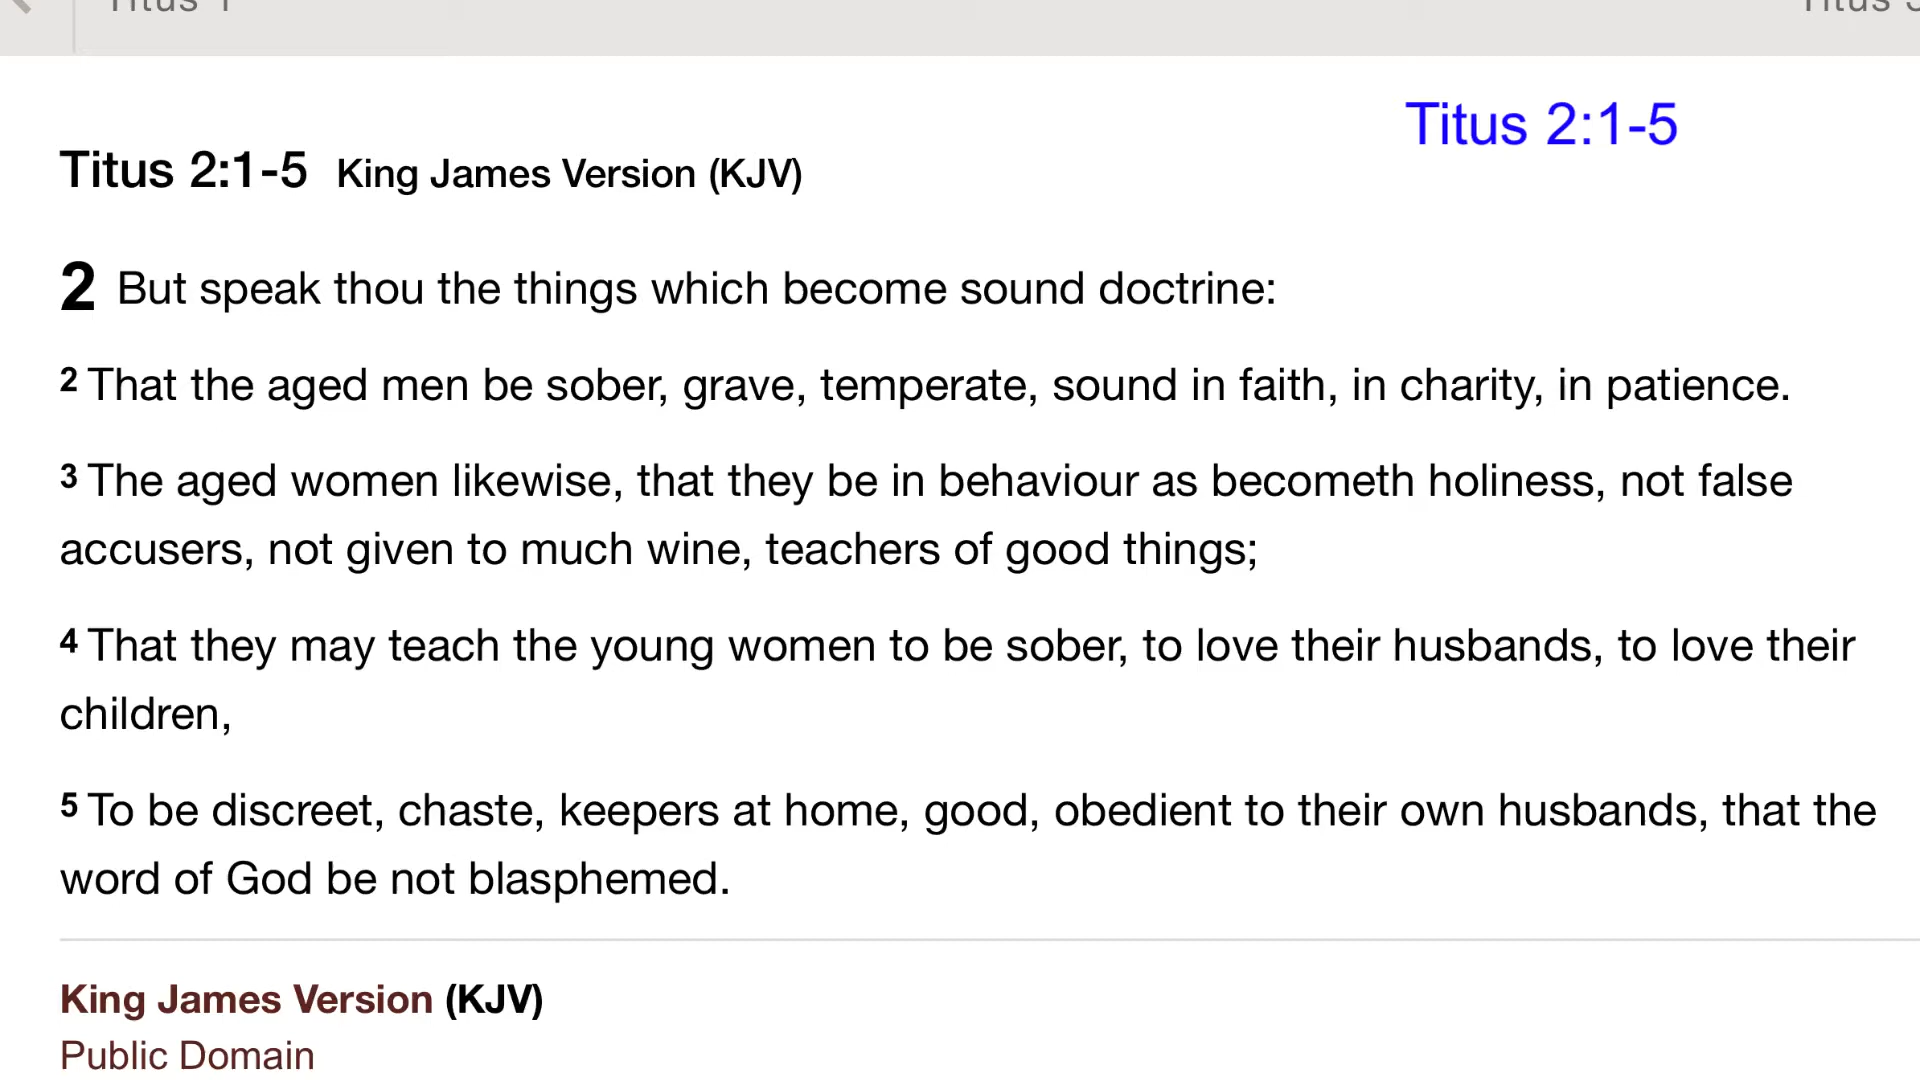 Titus 1
Titus 3
Titus 2:1-5
Titus 2:1-5 King James Version (KJV)
2 But speak thou the things which become sound doctrine:
2 That the aged men be sober, grave, temperate, sound in faith, in charity, in patience.
3 The aged women likewise, that they be in behaviour as becometh holiness, not false
accusers, not given to much wine, teachers of good things;
4 That they may teach the young women to be sober, to love their husbands, to love their
children,
5 To be discreet, chaste, keepers at home, good, obedient to their own husbands, that the
word of God be not blasphemed.
King James Version (KJV)
Public Domain